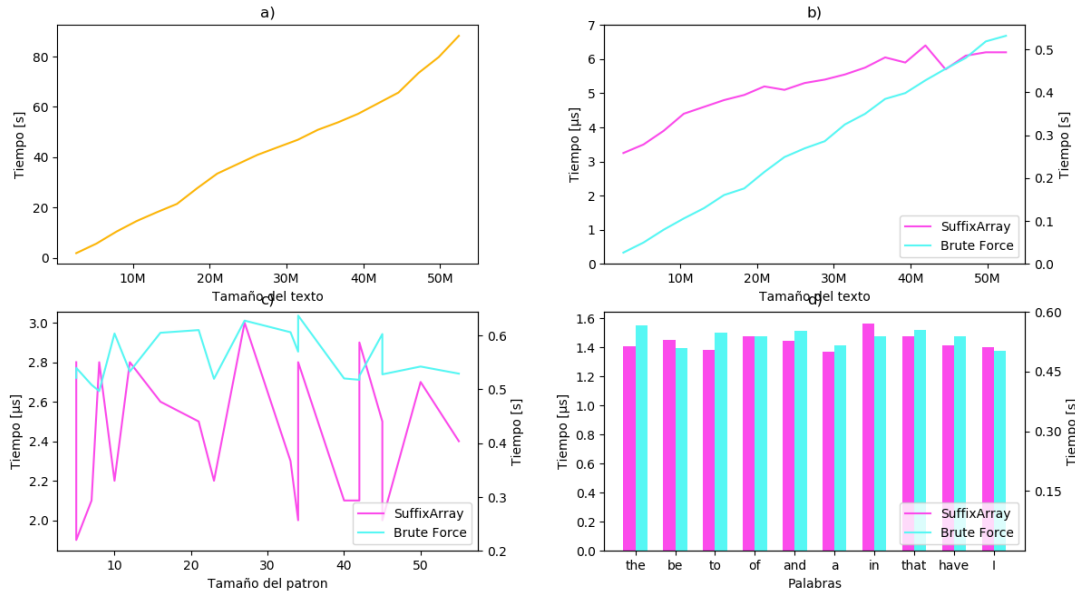 a)
Tiempo [s]
80
60
40
20
0
10M 20M 30M 40M 50M
Tamaño del texto
b)
Tiempo [µs]
7
6
5
4
3
2
1
0
10M 20M 30M 40M 50M
Tamaño del texto
Tiempo [s]
0.5
0.4
0.3
0.2
0.1
0.0
SuffixArray
Brute Force
c)
Tiempo [µs]
3.0
2.8
2.6
2.4
2.2
2.0
10 20 30 40 50
Tamaño del patron
Tiempo [s]
0.6
0.5
0.4
0.3
0.2
SuffixArray
Brute Force
d)
Tiempo [µs]
1.6
1.4
1.2
1.0
0.8
0.6
0.4
0.2
0.0
the be to of and a in that have I
Palabras
Tiempo [s]
0.60
0.45
0.30
0.15
SuffixArray
Brute Force